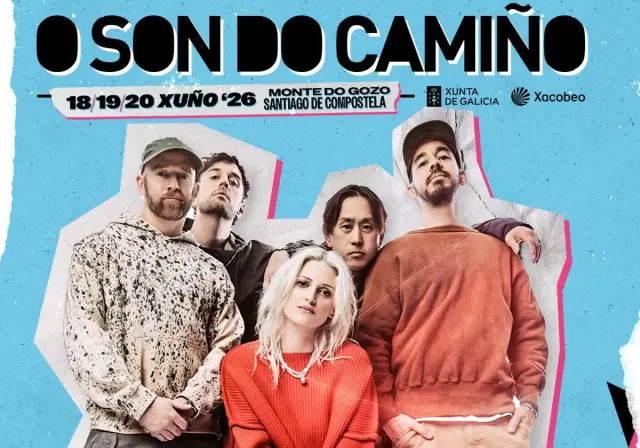 O SON DO CAMIÑO
18/19/20 XUÑO '26
MONTE DO GOZO
SANTIAGO DE COMPOSTELA
XUNTA
DE GALICIA
Xacobeo